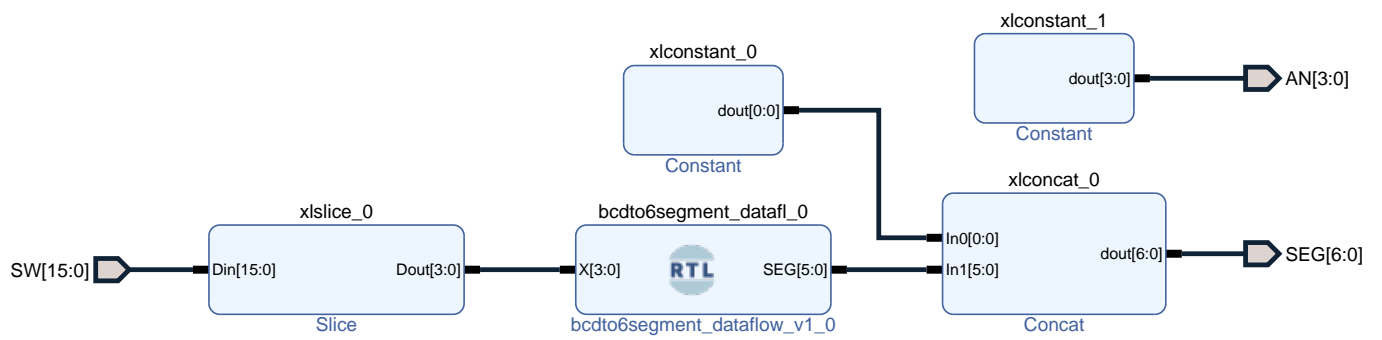 xlconstant_1
dout[3:0]
AN[3:0]
Constant
xlconstant_0
dout[0:0]
Constant
xlslice_0
SW[15:0]
Din[15:0]
Dout[3:0]
Slice
bcdto6segment_datafl_0
X[3:0]
RTL
SEG[5:0]
bcdto6segment_dataflow_v1_0
xlconcat_0
In0[0:0]
In1[5:0]
dout[6:0]
SEG[6:0]
Concat